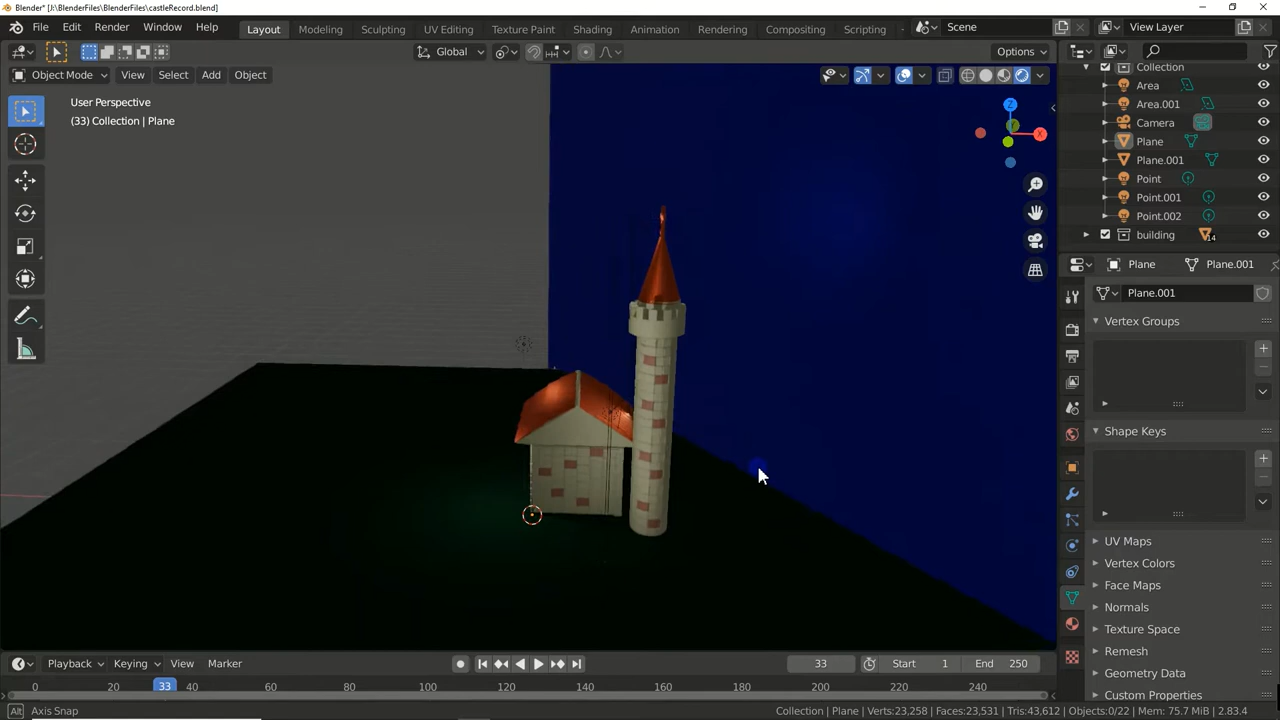 Blender* [J:\BlenderFiles\BlenderFiles\castleRecord.blend]
File Edit Render Window Help Layout Modeling Sculpting UV Editing Texture Paint Shading Animation Rendering Compositing Scripting Scene View Layer
Global Options
Object Mode View Select Add Object
User Perspective
(33) Collection | Plane
Collection
Area
Area.001
Camera
Plane
Plane.001
Point
Point.001
Point.002
building 14
Plane Plane.001
Plane.001
Vertex Groups
Shape Keys
UV Maps
Vertex Colors
Face Maps
Normals
Texture Space
Remesh
Geometry Data
Custom Properties
X Z
Playback Keying View Marker 33 Start 1 End 250
0 20 33 40 60 80 100 120 140 160 180 200 220 240
Alt Axis Snap Collection | Plane | Verts:23,258 | Faces:23,531 | Tris:43,612 | Objects:0/22 | Mem: 75.7 MiB | 2.83.4